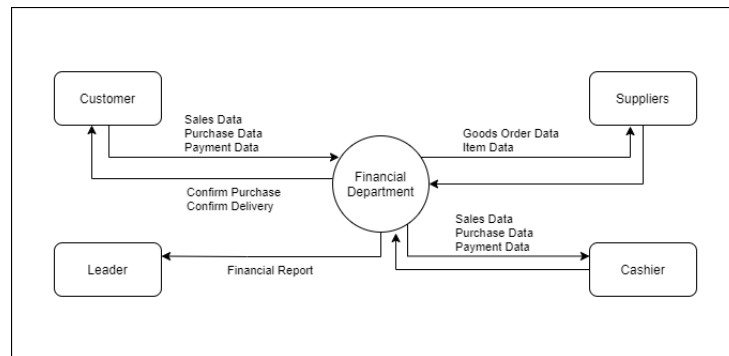 Customer
Suppliers
Sales Data
Purchase Data
Payment Data
Goods Order Data
Item Data
Financial
Department
Confirm Purchase
Confirm Delivery
Sales Data
Purchase Data
Payment Data
Leader
Financial Report
Cashier